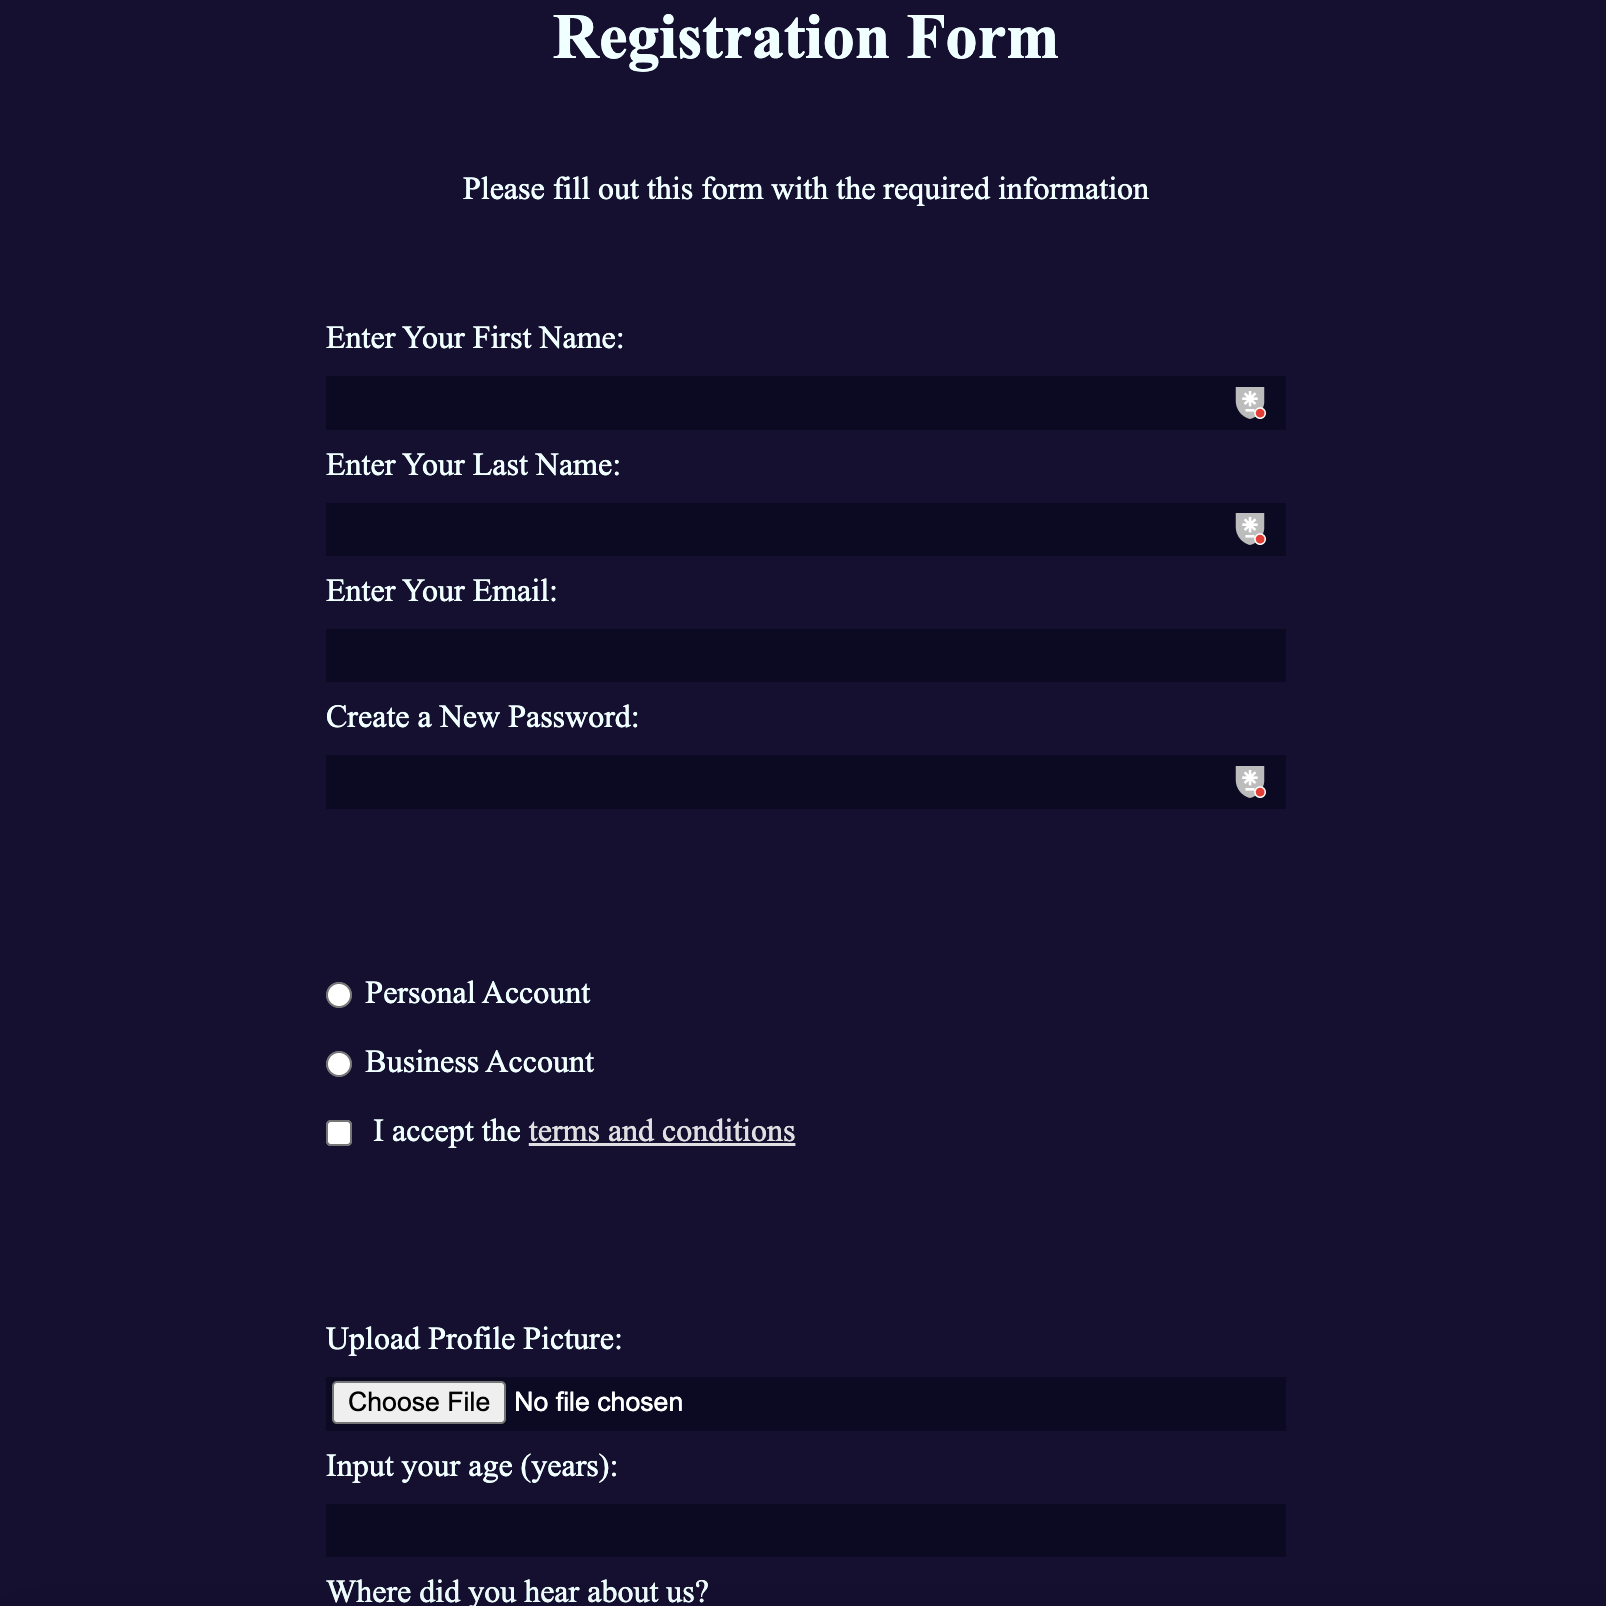 Registration Form
Please fill out this form with the required information
Enter Your First Name:
Enter Your Last Name:
Enter Your Email:
Create a New Password:
Personal Account
Business Account
I accept the terms and conditions
Upload Profile Picture:
Choose File No file chosen
Input your age (years):
Where did you hear about us?